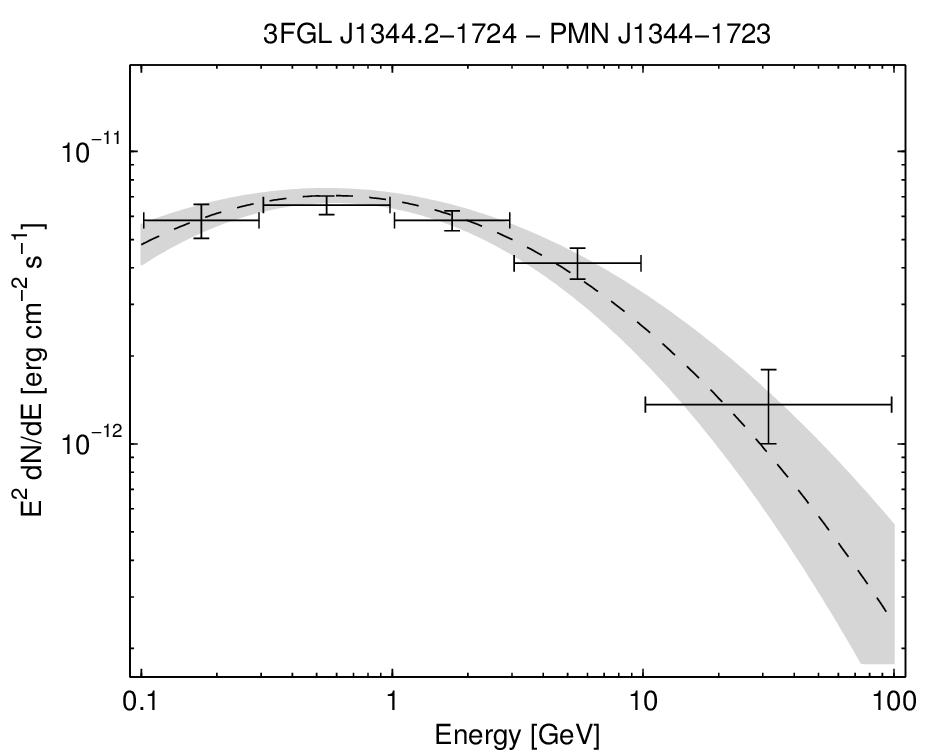 3FGL J1344.2−1724 − PMN J1344−1723
10⁻¹¹
10⁻¹²
E² dN/dE [erg cm⁻² s⁻¹]
0.1 1 10 100
Energy [GeV]